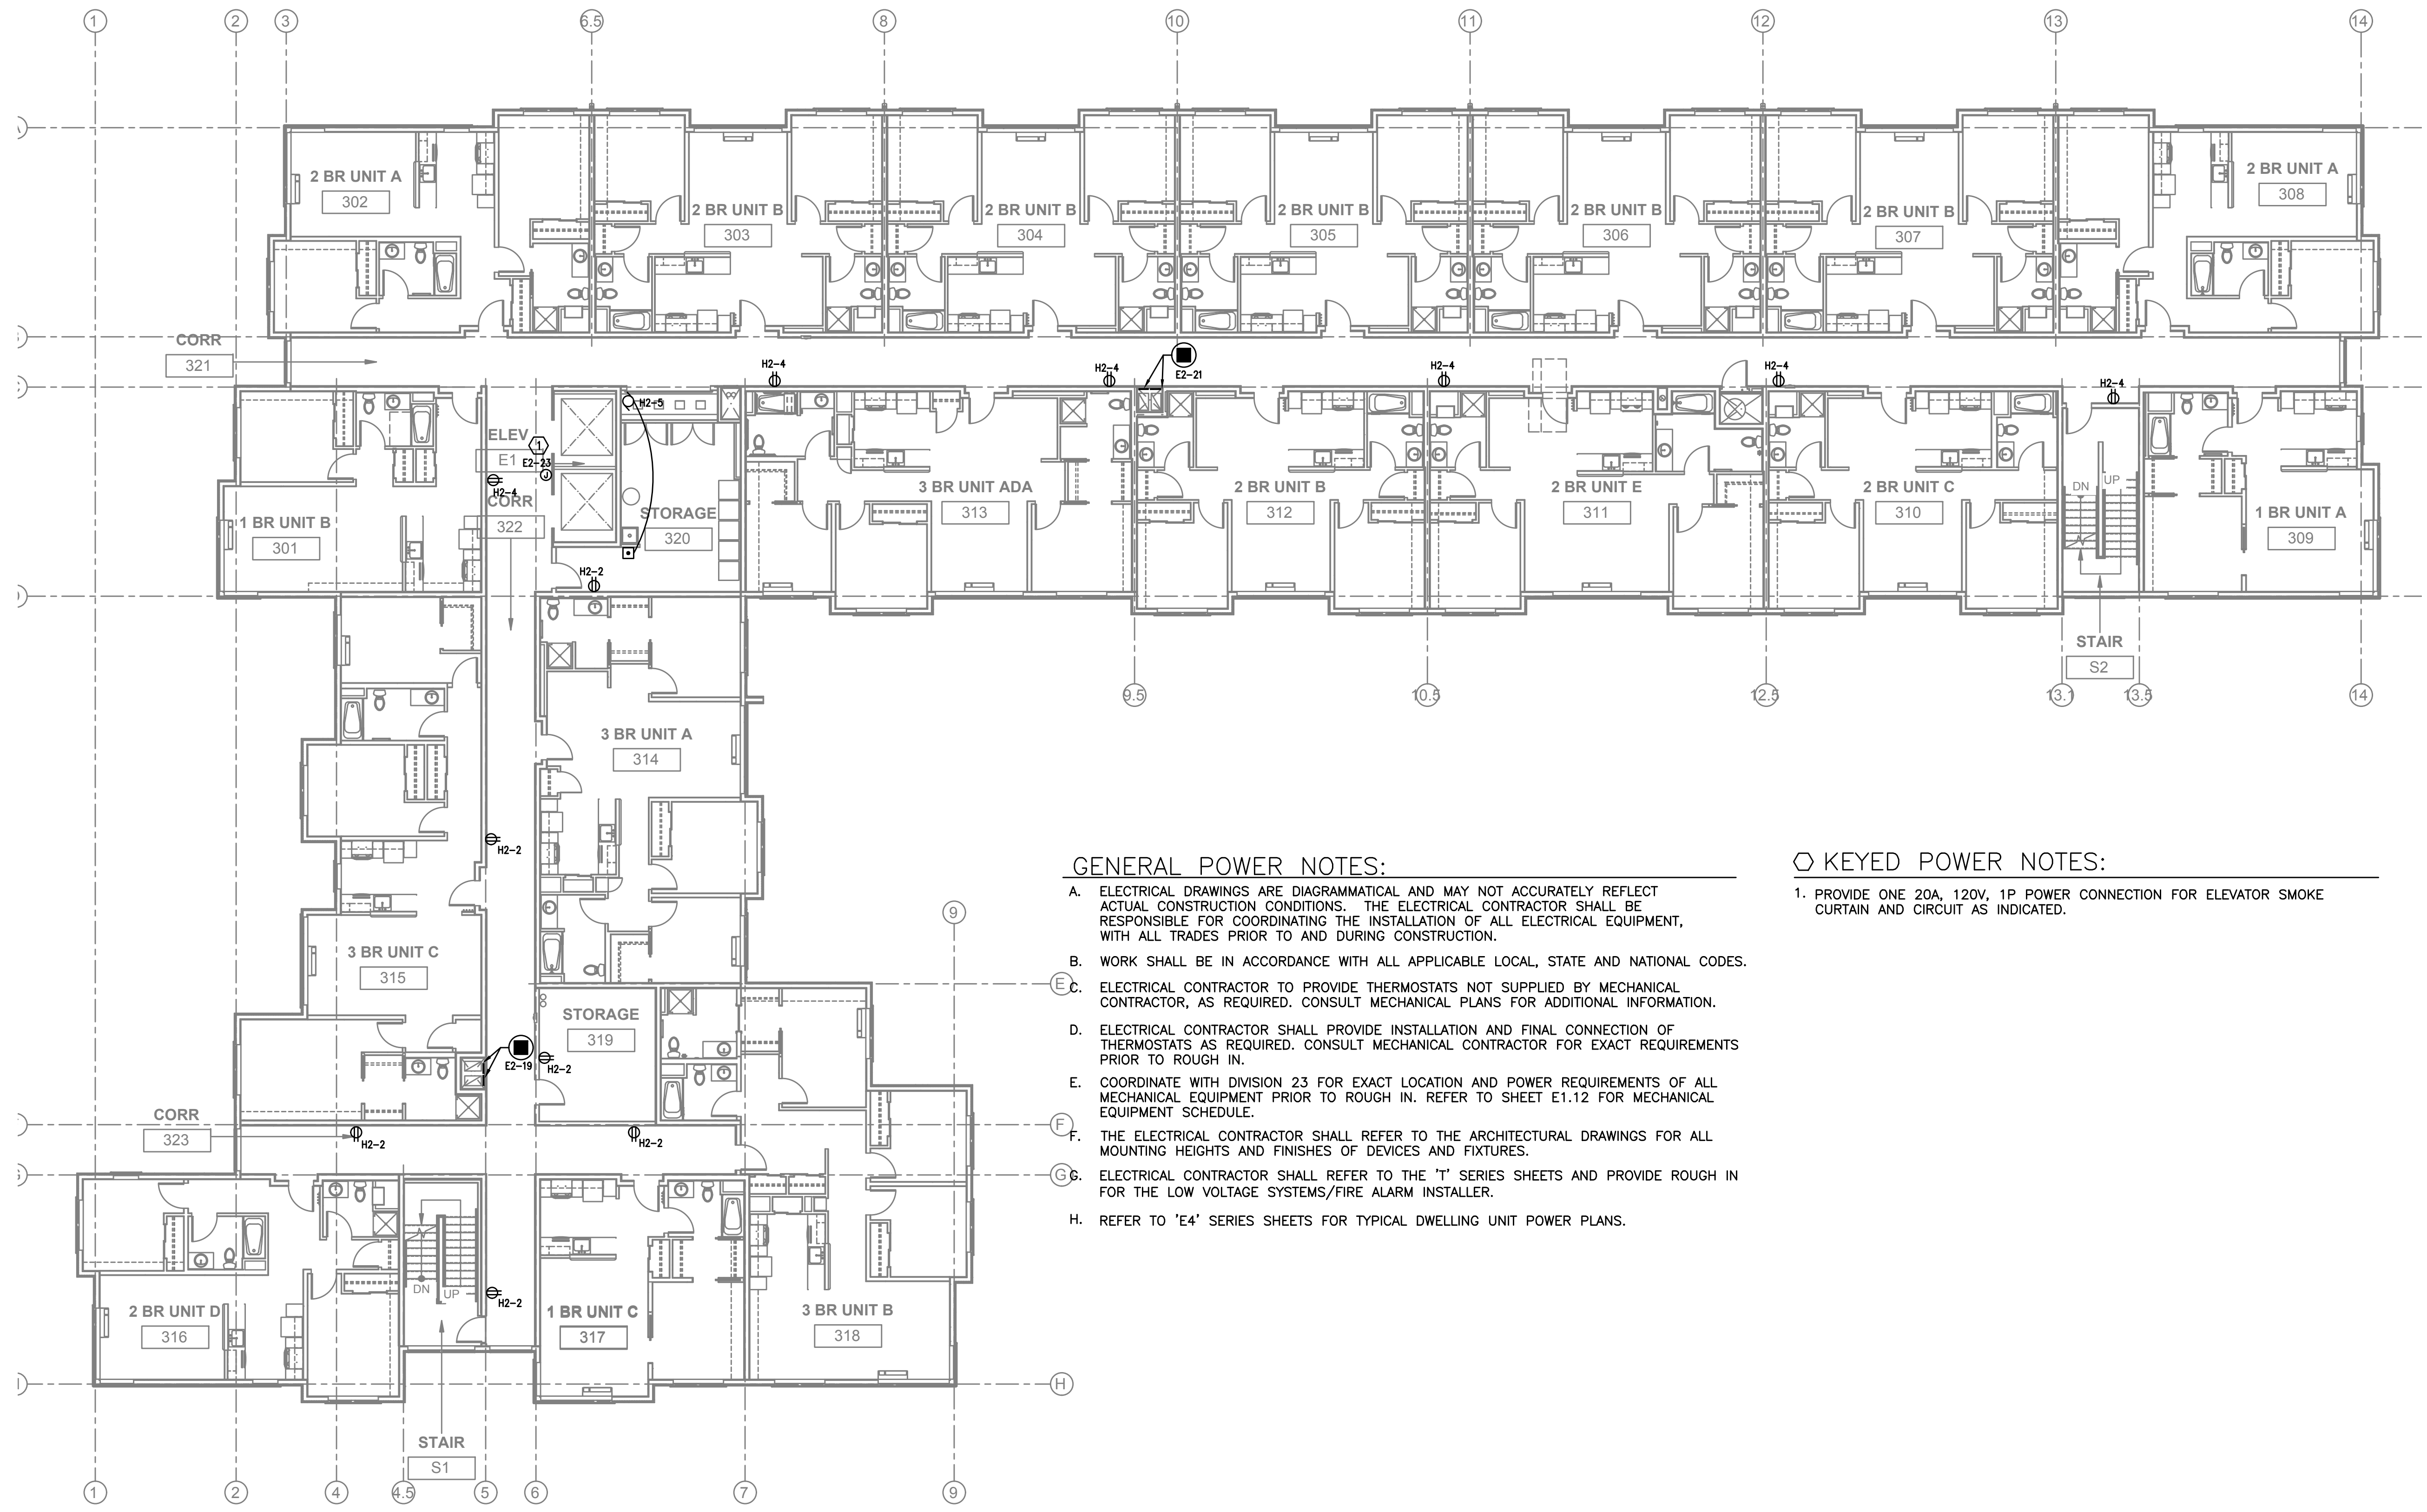 1 2 3 6.5 8 10 11 12 13 14
2 BR UNIT A
302
2 BR UNIT B
303
2 BR UNIT B
304
2 BR UNIT B
305
2 BR UNIT B
306
2 BR UNIT B
307
2 BR UNIT A
308
CORR
321
H2-4
H2-4
E2-21
H2-4
H2-4
H2-4
H2-5
ELEV
E1
1
E2-23
J
H2-4
CORR
322
1 BR UNIT B
301
STORAGE
320
H2-2
3 BR UNIT ADA
313
2 BR UNIT B
312
2 BR UNIT E
311
2 BR UNIT C
310
DN
UP
1 BR UNIT A
309
STAIR
S2
9.5 10.5 12.5 13.1 13.5 14
3 BR UNIT A
314
H2-2
3 BR UNIT C
315
STORAGE
319
E2-19
H2-2
CORR
323
H2-2
H2-2
9
E
F
G
H
2 BR UNIT D
316
DN
UP
H2-2
1 BR UNIT C
317
3 BR UNIT B
318
STAIR
S1
1 2 4 4.5 5 6 7 9
GENERAL POWER NOTES:
A. ELECTRICAL DRAWINGS ARE DIAGRAMMATICAL AND MAY NOT ACCURATELY REFLECT
ACTUAL CONSTRUCTION CONDITIONS. THE ELECTRICAL CONTRACTOR SHALL BE
RESPONSIBLE FOR COORDINATING THE INSTALLATION OF ALL ELECTRICAL EQUIPMENT,
WITH ALL TRADES PRIOR TO AND DURING CONSTRUCTION.
B. WORK SHALL BE IN ACCORDANCE WITH ALL APPLICABLE LOCAL, STATE AND NATIONAL CODES.
C. ELECTRICAL CONTRACTOR TO PROVIDE THERMOSTATS NOT SUPPLIED BY MECHANICAL
CONTRACTOR, AS REQUIRED. CONSULT MECHANICAL PLANS FOR ADDITIONAL INFORMATION.
D. ELECTRICAL CONTRACTOR SHALL PROVIDE INSTALLATION AND FINAL CONNECTION OF
THERMOSTATS AS REQUIRED. CONSULT MECHANICAL CONTRACTOR FOR EXACT REQUIREMENTS
PRIOR TO ROUGH IN.
E. COORDINATE WITH DIVISION 23 FOR EXACT LOCATION AND POWER REQUIREMENTS OF ALL
MECHANICAL EQUIPMENT PRIOR TO ROUGH IN. REFER TO SHEET E1.12 FOR MECHANICAL
EQUIPMENT SCHEDULE.
F. THE ELECTRICAL CONTRACTOR SHALL REFER TO THE ARCHITECTURAL DRAWINGS FOR ALL
MOUNTING HEIGHTS AND FINISHES OF DEVICES AND FIXTURES.
G. ELECTRICAL CONTRACTOR SHALL REFER TO THE 'T' SERIES SHEETS AND PROVIDE ROUGH IN
FOR THE LOW VOLTAGE SYSTEMS/FIRE ALARM INSTALLER.
H. REFER TO 'E4' SERIES SHEETS FOR TYPICAL DWELLING UNIT POWER PLANS.
KEYED POWER NOTES:
1. PROVIDE ONE 20A, 120V, 1P POWER CONNECTION FOR ELEVATOR SMOKE
CURTAIN AND CIRCUIT AS INDICATED.